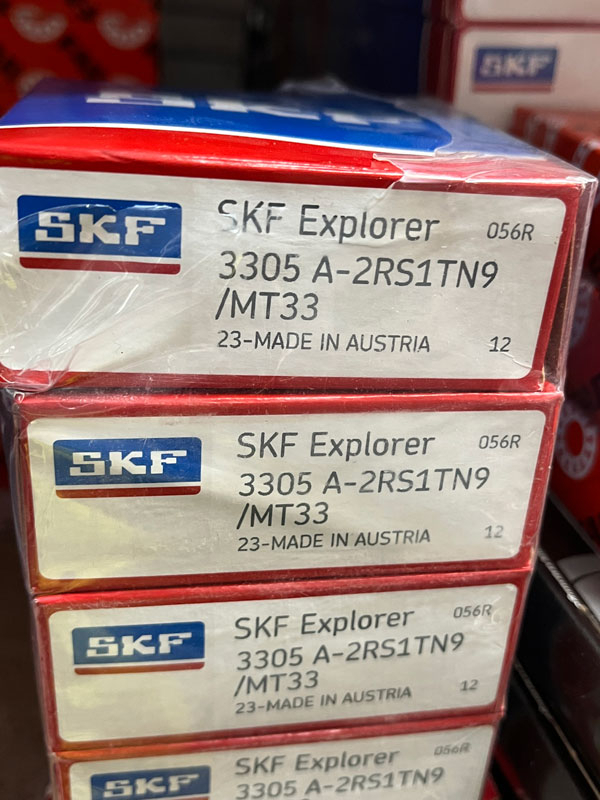 SKF
SKF
SKF
SKF Explorer 056R
3305 A-2RS1TN9
/MT33
23-MADE IN AUSTRIA 12
SKF
SKF Explorer 056R
3305 A-2RS1TN9
/MT33
23-MADE IN AUSTRIA 12
SKF
SKF Explorer 056R
3305 A-2RS1TN9
/MT33
23-MADE IN AUSTRIA 12
SKF
SKF Explorer 056R
3305 A-2RS1TN9